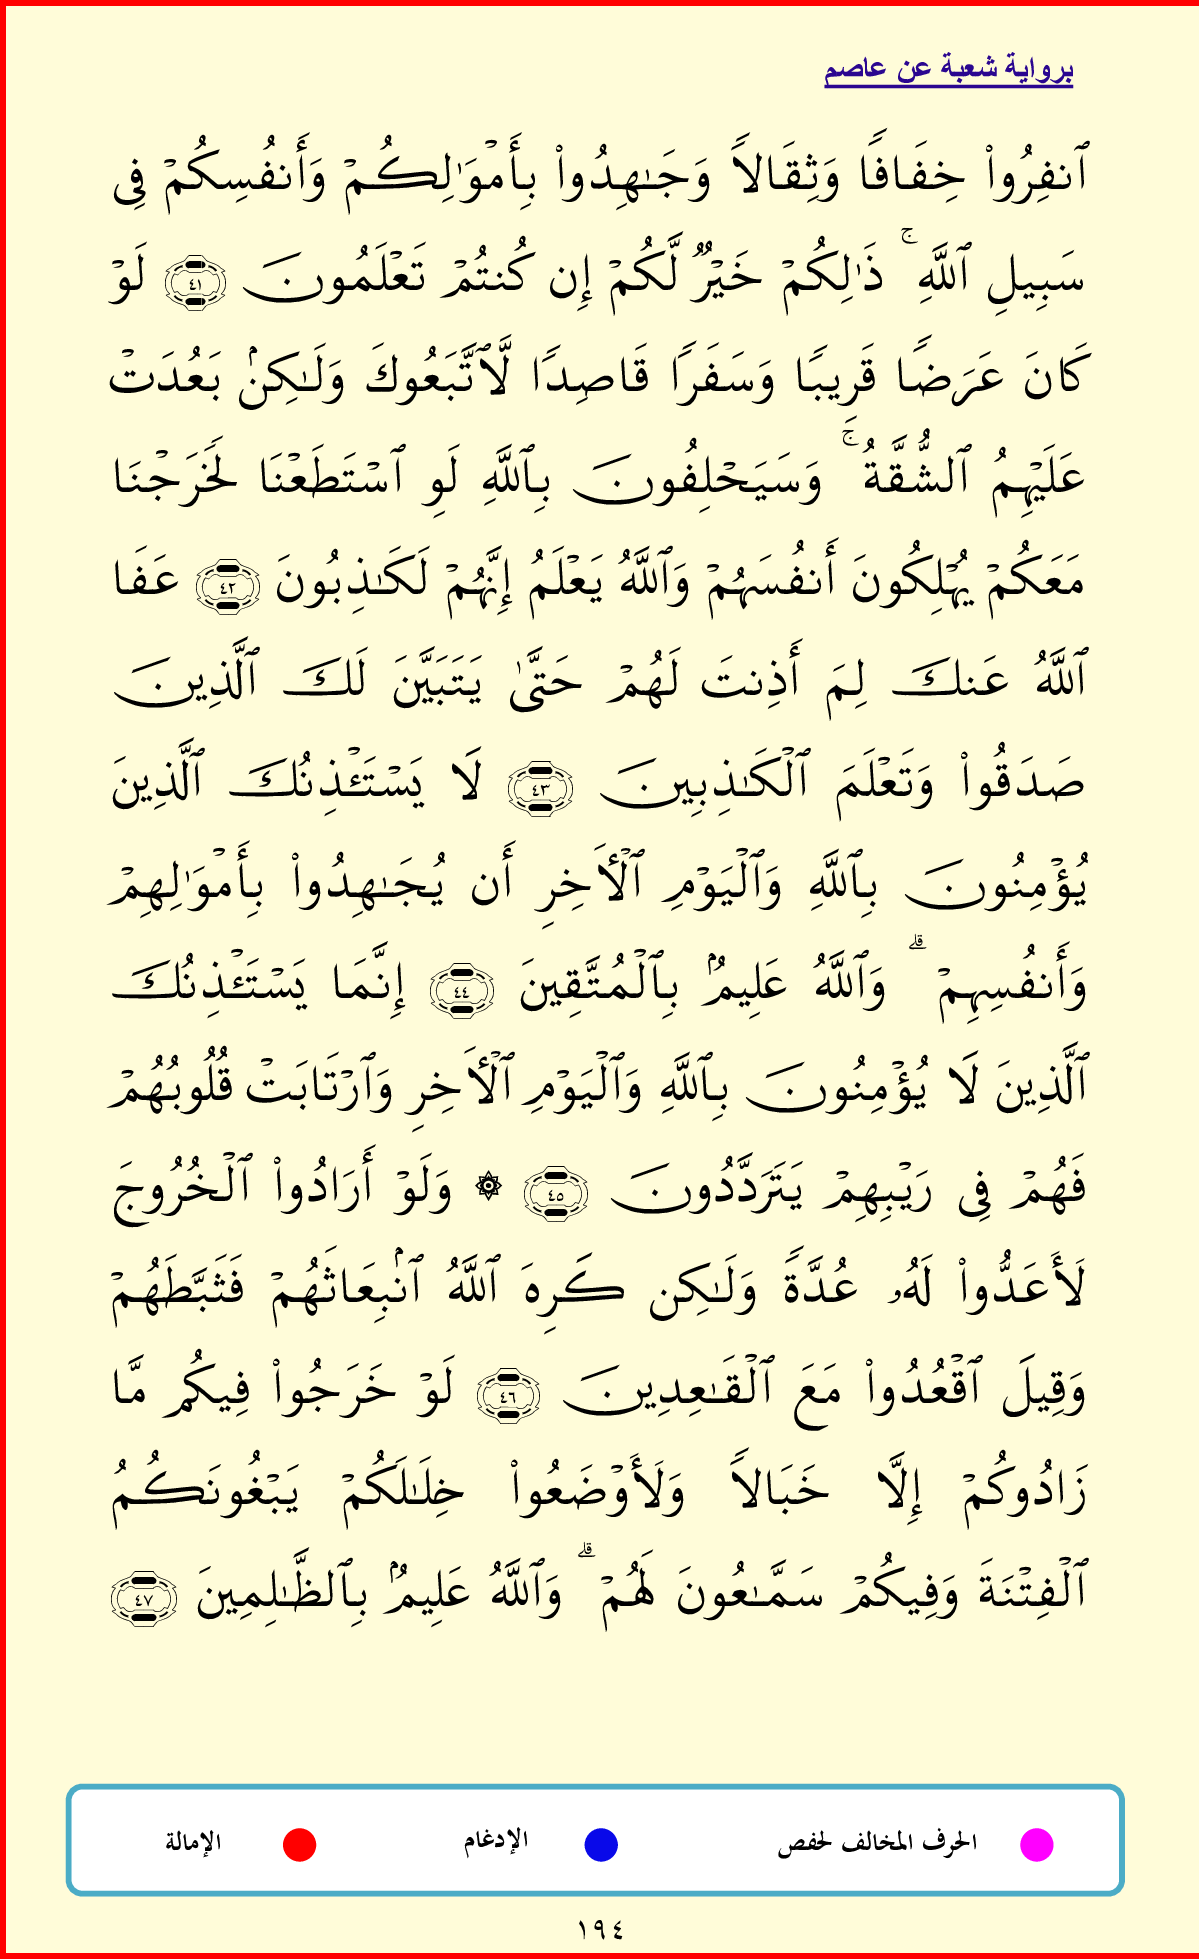 برواية شعبة عن عاصم
ٱنفِرُواْ خِفَافًا وَثِقَالًا وَجَٰهِدُواْ بِأَمۡوَٰلِكُمۡ وَأَنفُسِكُمۡ فِي
سَبِيلِ ٱللَّهِۚ ذَٰلِكُمۡ خَيۡرٌ لَّكُمۡ إِن كُنتُمۡ تَعۡلَمُونَ ٤١ لَوۡ
كَانَ عَرَضًا قَرِيبًا وَسَفَرًا قَاصِدًا لَّٱتَّبَعُوكَ وَلَٰكِنۢ بَعُدَتۡ
عَلَيۡهِمُ ٱلشُّقَّةُۚ وَسَيَحۡلِفُونَ بِٱللَّهِ لَوِ ٱسۡتَطَعۡنَا لَخَرَجۡنَا
مَعَكُمۡ يُهۡلِكُونَ أَنفُسَهُمۡ وَٱللَّهُ يَعۡلَمُ إِنَّهُمۡ لَكَٰذِبُونَ ٤٢ عَفَا
ٱللَّهُ عَنكَ لِمَ أَذِنتَ لَهُمۡ حَتَّىٰ يَتَبَيَّنَ لَكَ ٱلَّذِينَ
صَدَقُواْ وَتَعۡلَمَ ٱلۡكَٰذِبِينَ ٤٣ لَا يَسۡتَـٔۡذِنُكَ ٱلَّذِينَ
يُؤۡمِنُونَ بِٱللَّهِ وَٱلۡيَوۡمِ ٱلۡأَخِرِ أَن يُجَٰهِدُواْ بِأَمۡوَٰلِهِمۡ
وَأَنفُسِهِمۡۗ وَٱللَّهُ عَلِيمُۢ بِٱلۡمُتَّقِينَ ٤٤ إِنَّمَا يَسۡتَـٔۡذِنُكَ
ٱلَّذِينَ لَا يُؤۡمِنُونَ بِٱللَّهِ وَٱلۡيَوۡمِ ٱلۡأَخِرِ وَٱرۡتَابَتۡ قُلُوبُهُمۡ
فَهُمۡ فِي رَيۡبِهِمۡ يَتَرَدَّدُونَ ٤٥ ۞ وَلَوۡ أَرَادُواْ ٱلۡخُرُوجَ
لَأَعَدُّواْ لَهُۥ عُدَّةً وَلَٰكِن كَرِهَ ٱللَّهُ ٱنۢبِعَاثَهُمۡ فَثَبَّطَهُمۡ
وَقِيلَ ٱقۡعُدُواْ مَعَ ٱلۡقَٰعِدِينَ ٤٦ لَوۡ خَرَجُواْ فِيكُم مَّا
زَادُوكُمۡ إِلَّا خَبَالًا وَلَأَوۡضَعُواْ خِلَٰلَكُمۡ يَبۡغُونَكُمُ
ٱلۡفِتۡنَةَ وَفِيكُمۡ سَمَّٰعُونَ لَهُمۡۗ وَٱللَّهُ عَلِيمُۢ بِٱلظَّٰلِمِينَ ٤٧
الحرف المخالف لحفص الإدغام الإمالة
١٩٤